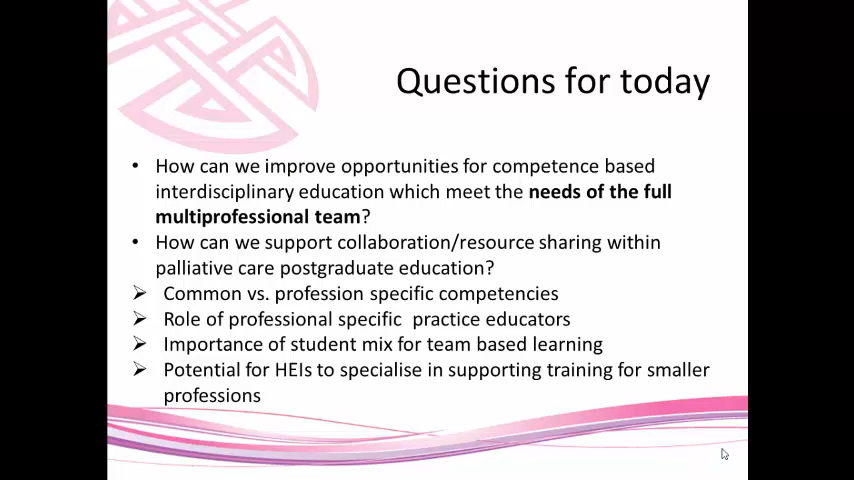 Questions for today
• How can we improve opportunities for competence based
interdisciplinary education which meet the needs of the full
multiprofessional team?
• How can we support collaboration/resource sharing within
palliative care postgraduate education?
➢ Common vs. profession specific competencies
➢ Role of professional specific practice educators
➢ Importance of student mix for team based learning
➢ Potential for HEIs to specialise in supporting training for smaller
professions